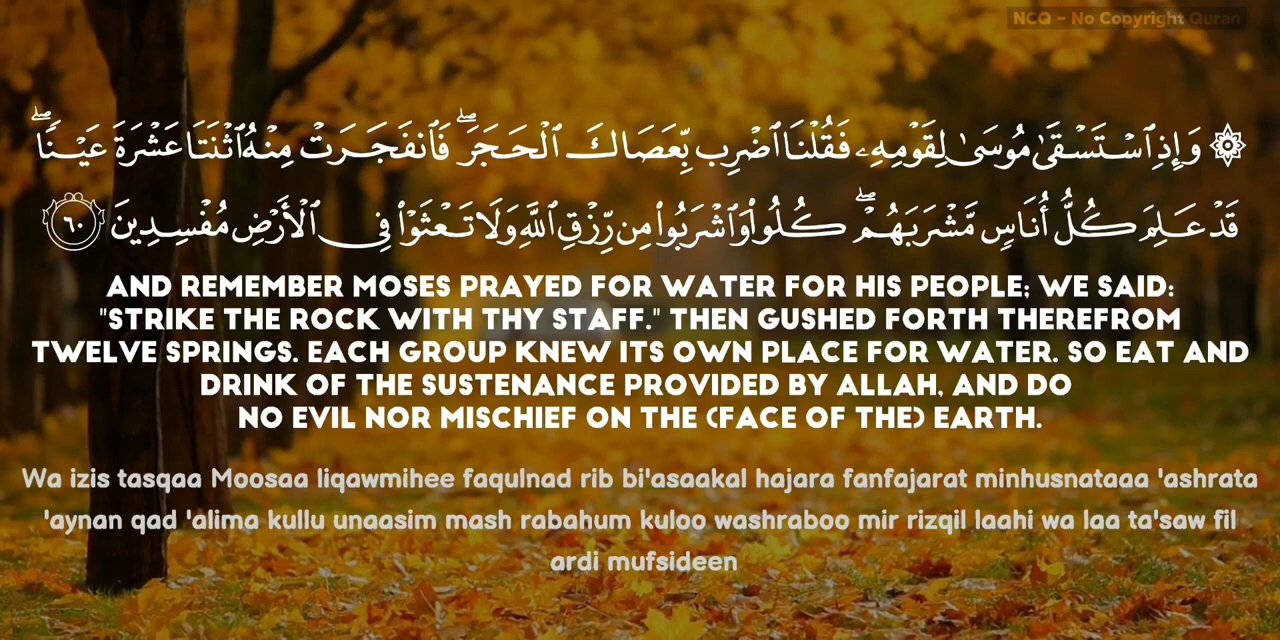 NCQ - No Copyright Quran
۞ وَإِذِ ٱسْتَسْقَىٰ مُوسَىٰ لِقَوْمِهِۦ فَقُلْنَا ٱضْرِب بِّعَصَاكَ ٱلْحَجَرَ ۖ فَٱنفَجَرَتْ مِنْهُ ٱثْنَتَا عَشْرَةَ عَيْنًا ۖ
قَدْ عَلِمَ كُلُّ أُنَاسٍ مَّشْرَبَهُمْ ۖ كُلُوا۟ وَٱشْرَبُوا۟ مِن رِّزْقِ ٱللَّهِ وَلَا تَعْثَوْا۟ فِى ٱلْأَرْضِ مُفْسِدِينَ ٦٠
AND REMEMBER MOSES PRAYED FOR WATER FOR HIS PEOPLE; WE SAID:
"STRIKE THE ROCK WITH THY STAFF." THEN GUSHED FORTH THEREFROM
TWELVE SPRINGS. EACH GROUP KNEW ITS OWN PLACE FOR WATER. SO EAT AND
DRINK OF THE SUSTENANCE PROVIDED BY ALLAH, AND DO
NO EVIL NOR MISCHIEF ON THE (FACE OF THE) EARTH.
Wa izis tasqaa Moosaa liqawmihee faqulnad rib bi'asaakal hajara fanfajarat minhusnataaa 'ashrata
'aynan qad 'alima kullu unaasim mash rabahum kuloo washraboo mir rizqil laahi wa laa ta'saw fil
ardi mufsideen